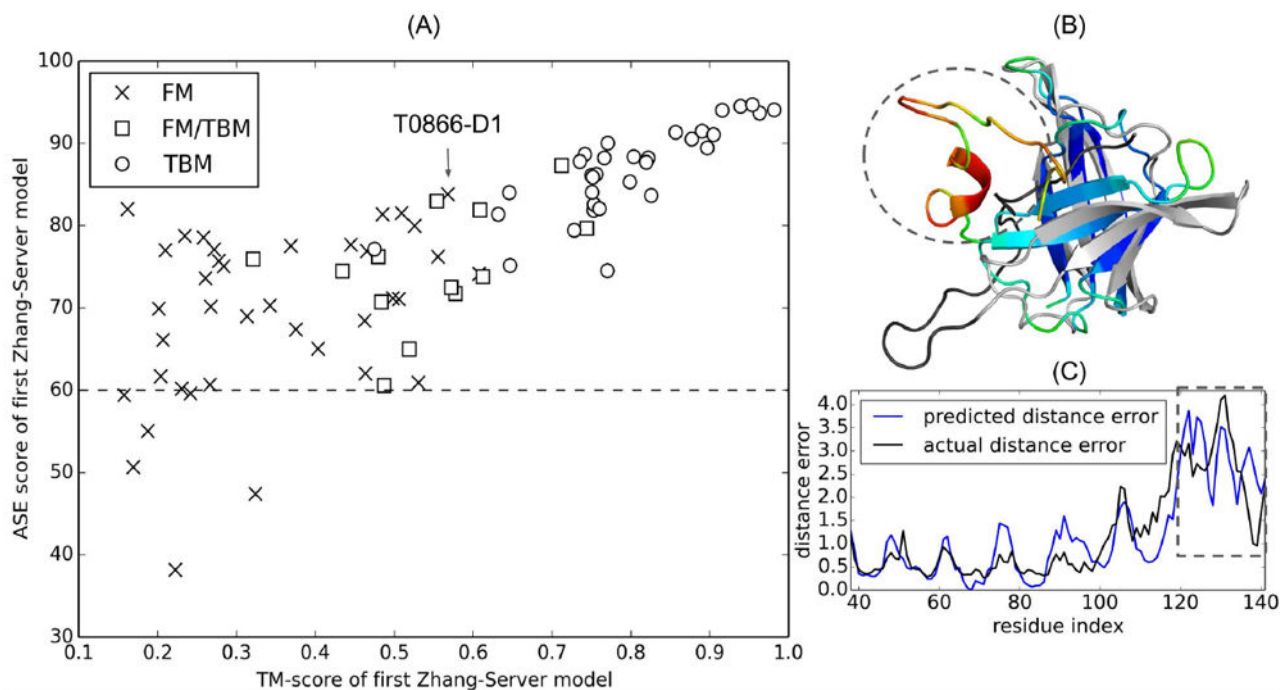 (A)
100
90
80
70
60
50
40
30
ASE score of first Zhang-Server model
FM
FM/TBM
TBM
T0866-D1
0.1 0.2 0.3 0.4 0.5 0.6 0.7 0.8 0.9 1.0
TM-score of first Zhang-Server model
(B)
(C)
4.0
3.5
3.0
2.5
2.0
1.5
1.0
0.5
0.0
distance error
predicted distance error
actual distance error
40 60 80 100 120 140
residue index